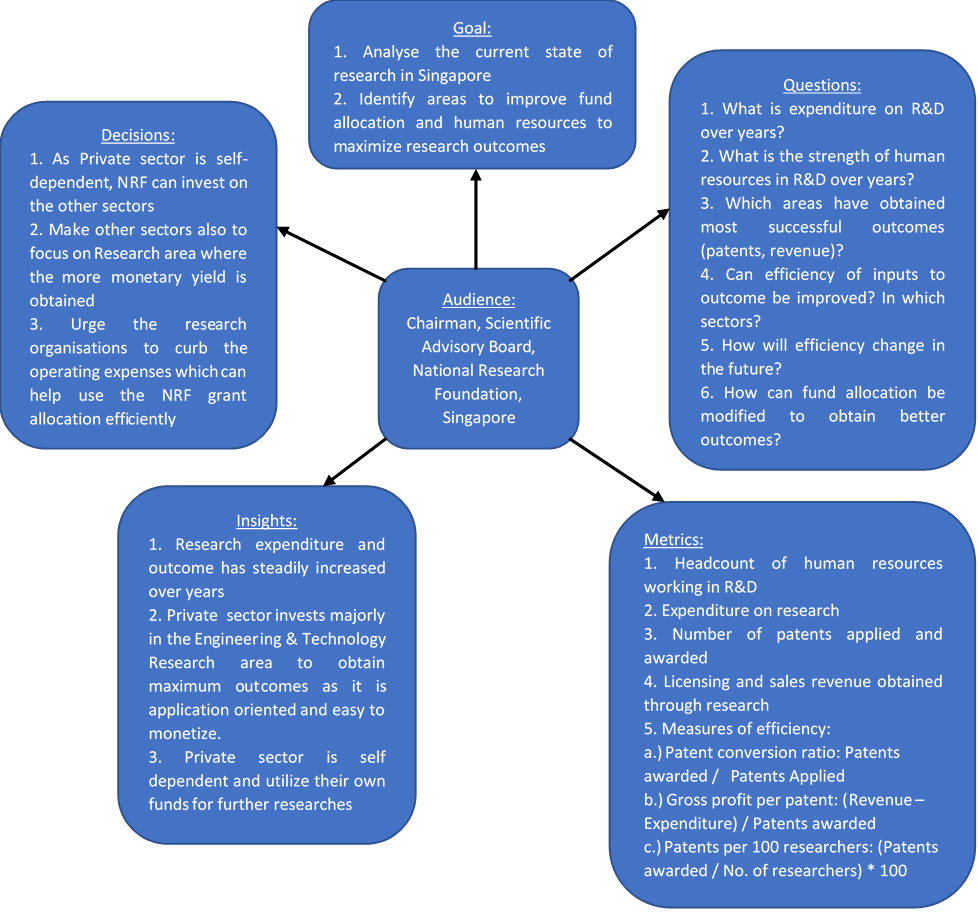 Goal:
1. Analyse the current state of
research in Singapore
2. Identify areas to improve fund
allocation and human resources to
maximize research outcomes
Questions:
1. What is expenditure on R&D
over years?
2. What is the strength of human
resources in R&D over years?
3. Which areas have obtained
most successful outcomes
(patents, revenue)?
4. Can efficiency of inputs to
outcome be improved? In which
sectors?
5. How will efficiency change in
the future?
6. How can fund allocation be
modified to obtain better
outcomes?
Decisions:
1. As Private sector is self-
dependent, NRF can invest on
the other sectors
2. Make other sectors also to
focus on Research area where
the more monetary yield is
obtained
3. Urge the research
organisations to curb the
operating expenses which can
help use the NRF grant
allocation efficiently
Audience:
Chairman, Scientific
Advisory Board,
National Research
Foundation,
Singapore
Insights:
1. Research expenditure and
outcome has steadily increased
over years
2. Private sector invests majorly
in the Engineering & Technology
Research area to obtain
maximum outcomes as it is
application oriented and easy to
monetize.
3. Private sector is self
dependent and utilize their own
funds for further researches
Metrics:
1. Headcount of human resources
working in R&D
2. Expenditure on research
3. Number of patents applied and
awarded
4. Licensing and sales revenue obtained
through research
5. Measures of efficiency:
a.) Patent conversion ratio: Patents
awarded / Patents Applied
b.) Gross profit per patent: (Revenue –
Expenditure) / Patents awarded
c.) Patents per 100 researchers: (Patents
awarded / No. of researchers) * 100